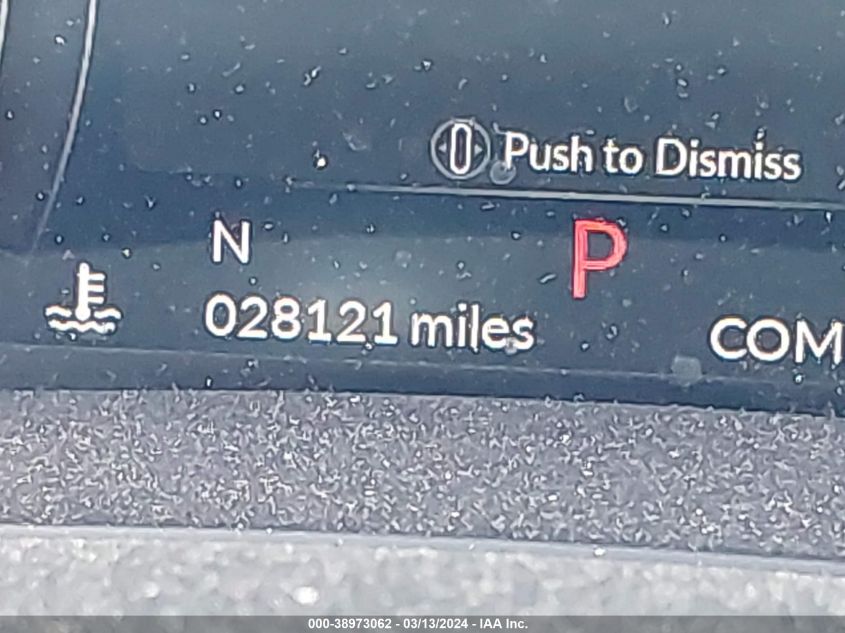 Push to Dismiss
N
P
028121 miles
COM
000-38973062 - 03/13/2024 - IAA Inc.